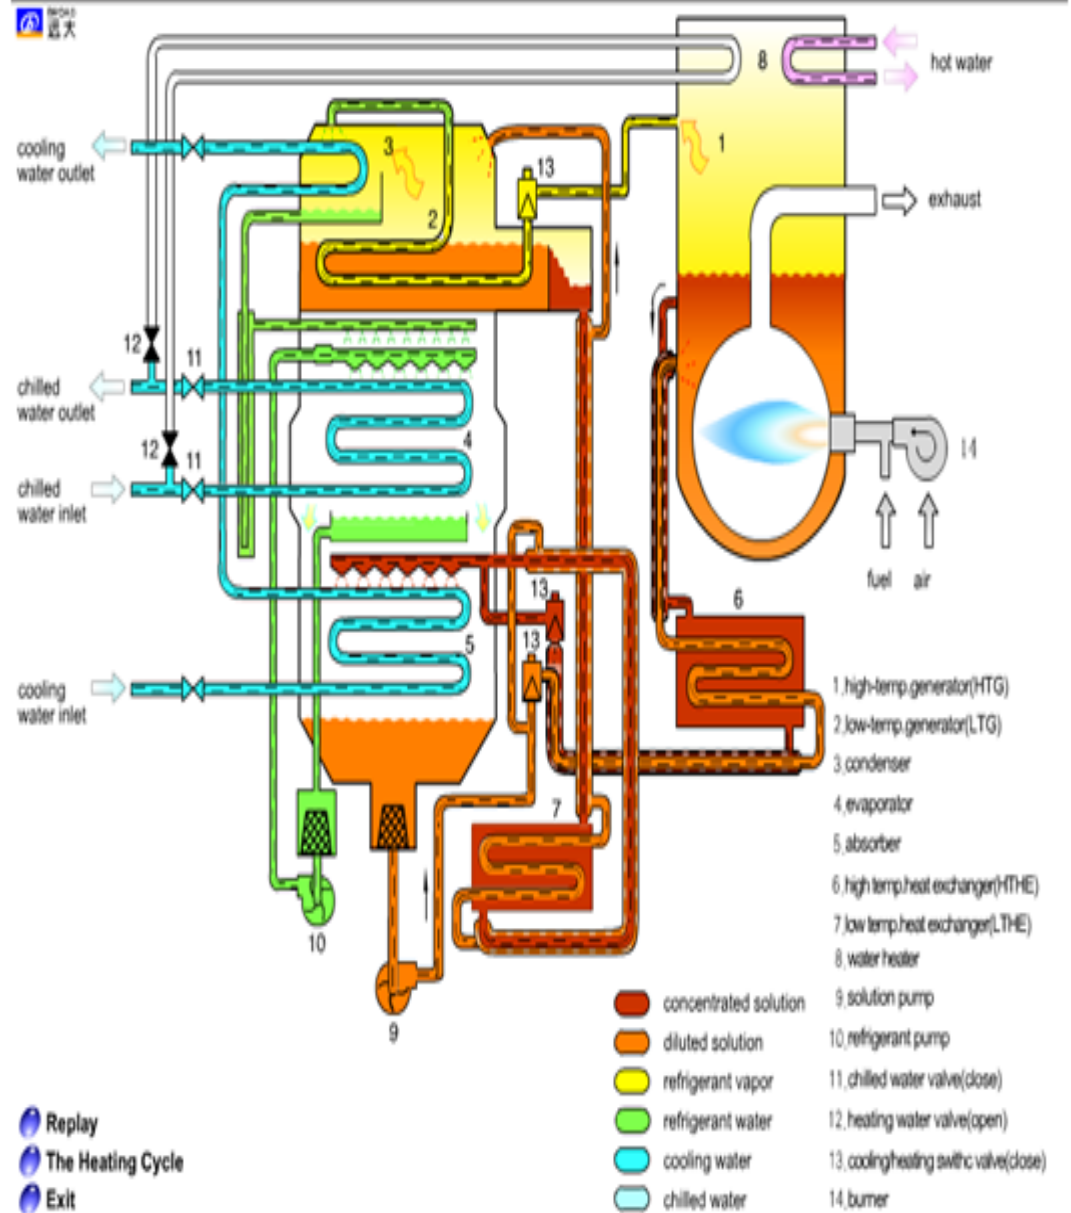 BROAD
远大
8
hot water
cooling
water outlet
3
1
13
2
exhaust
12
11
chilled
water outlet
4
12
11
14
chilled
water inlet
fuel
air
13
6
13
5
cooling
water inlet
7
10
9
1,high-temp.generator(HTG)
2,low-temp.generator(LTG)
3,condenser
4,evaporator
5,absorber
6,high temp.heat exchanger(HTHE)
7,low temp.heat exchanger(LTHE)
8,water heater
9,solution pump
10,refrigerant pump
11,chilled water valve(close)
12,heating water valve(open)
13,cooling/heating swithc valve(close)
14,burner
concentrated solution
diluted solution
refrigerant vapor
refrigerant water
cooling water
chilled water
Replay
The Heating Cycle
Exit